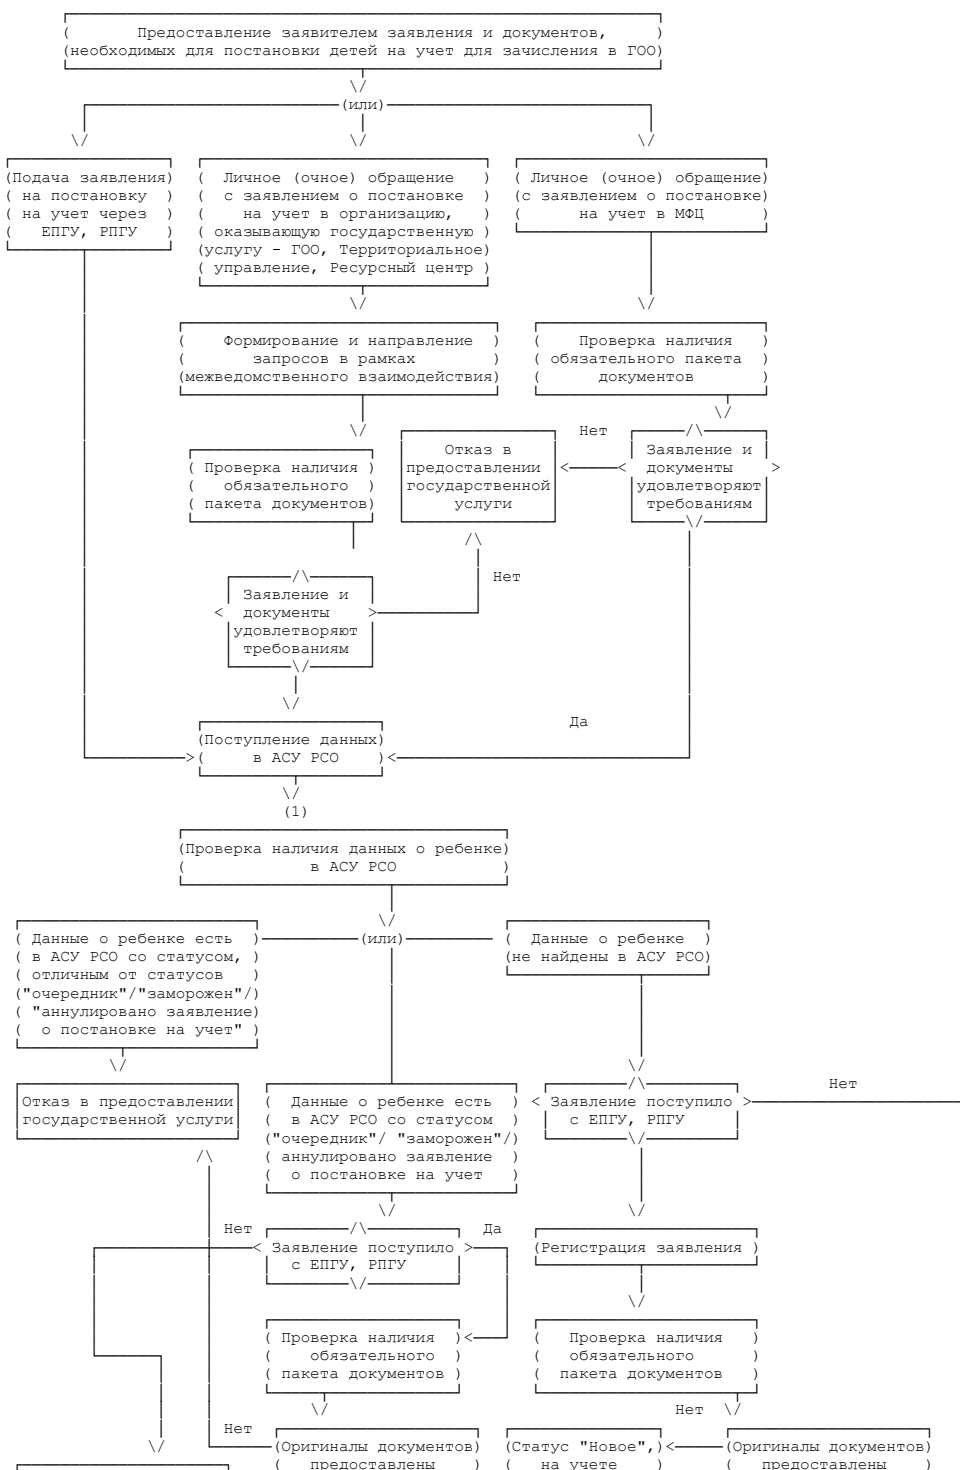 Предоставление заявителем заявления и документов,
(необходимых для постановки детей на учет для зачисления в ГОО)
(или)
(Подача заявления)
( на постановку )
( на учет через )
( ЕПГУ, РПГУ )
( Личное (очное) обращение )
( с заявлением о постановке )
( на учет в организацию, )
( оказывающую государственную )
(услугу - ГОО, Территориальное)
( управление, Ресурсный центр )
( Личное (очное) обращение)
(с заявлением о постановке)
( на учет в МФЦ )
( Формирование и направление )
( запросов в рамках )
(межведомственного взаимодействия)
( Проверка наличия )
( обязательного пакета )
( документов )
( Проверка наличия )
( обязательного )
( пакета документов)
Отказ в
предоставлении
государственной
услуги
Нет
Заявление и
документы
удовлетворяют
требованиям
Нет
Заявление и
документы
удовлетворяют
требованиям
Да
(Поступление данных)
( в АСУ РСО )
(1)
(Проверка наличия данных о ребенке)
( в АСУ РСО )
(или)
( Данные о ребенке есть )
( в АСУ РСО со статусом, )
( отличным от статусов )
("очередник"/"заморожен"/)
( "аннулировано заявление)
( о постановке на учет" )
( Данные о ребенке )
(не найдены в АСУ РСО)
Отказ в предоставлении
государственной услуги
( Данные о ребенке есть )
( в АСУ РСО со статусом )
("очередник"/ "заморожен"/)
( аннулировано заявление )
( о постановке на учет )
< Заявление поступило >
с ЕПГУ, РПГУ
Нет
Нет
< Заявление поступило >
с ЕПГУ, РПГУ
Да
(Регистрация заявления )
( Проверка наличия )
( обязательного )
( пакета документов )
( Проверка наличия )
( обязательного )
( пакета документов )
Нет
Нет
(Оригиналы документов)
( предоставлены )
(Статус "Новое",)
( на учете )
(Оригиналы документов)
( предоставлены )